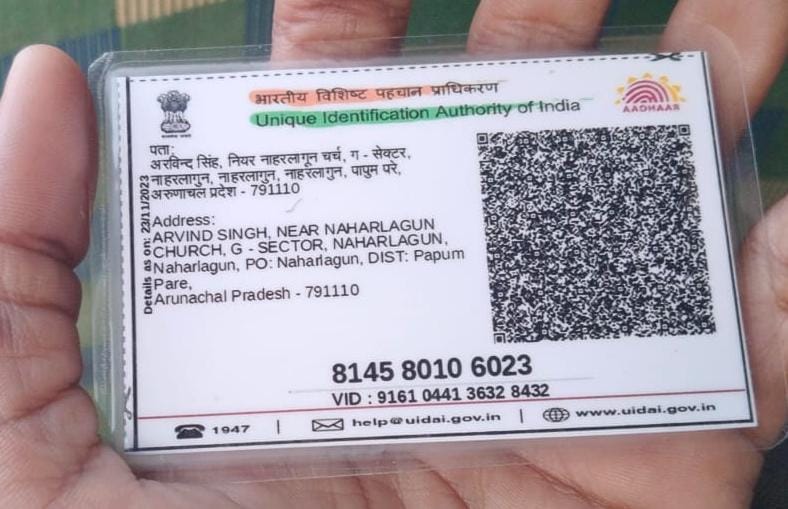 भारतीय विशिष्ट पहचान प्राधिकरण
Unique Identification Authority of India
AADHAAR
पता:
अरविन्द सिंह, नियर नाहरलागून चर्च, ग - सेक्टर,
नाहरलागुन, नाहरलागुन, नाहरलागुन, पापुम परे,
अरुणाचल प्रदेश - 791110
Details as on: 23/11/2023
Address:
ARVIND SINGH, NEAR NAHARLAGUN
CHURCH, G - SECTOR, NAHARLAGUN,
Naharlagun, PO: Naharlagun, DIST: Papum
Pare,
Arunachal Pradesh - 791110
8145 8010 6023
VID : 9161 0441 3632 8432
1947 | help@uidai.gov.in | www.uidai.gov.in